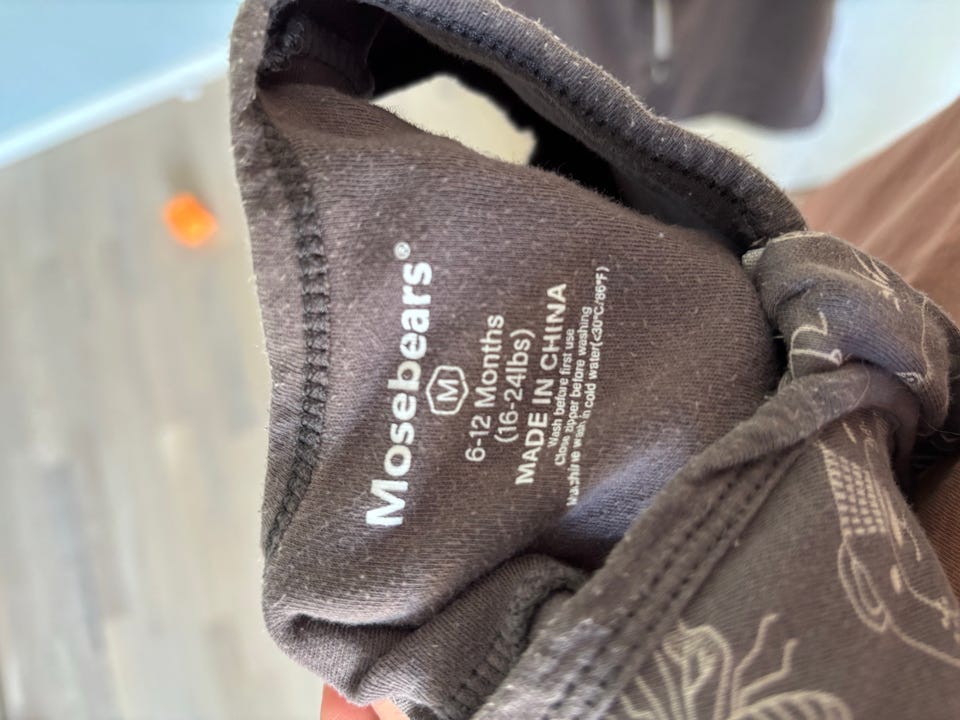 Mosebears®
M
6-12 Months
(16-24lbs)
MADE IN CHINA
Wash before first use
Close zipper before washing
Machine wash in cold water(<30°C/86°F)